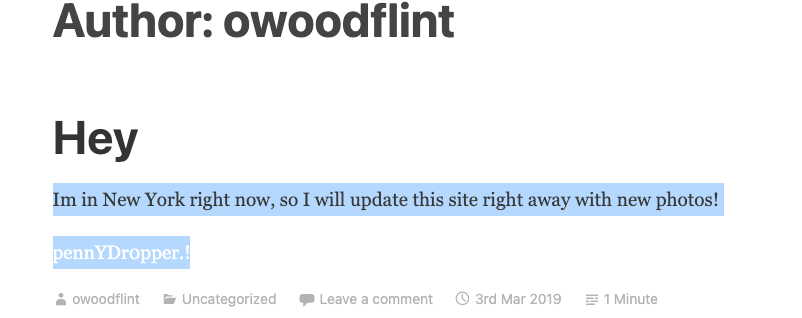 Author: owoodflint
Hey
Im in New York right now, so I will update this site right away with new photos!
pennYDr0pper.!
owoodflint Uncategorized Leave a comment 3rd Mar 2019 1 Minute